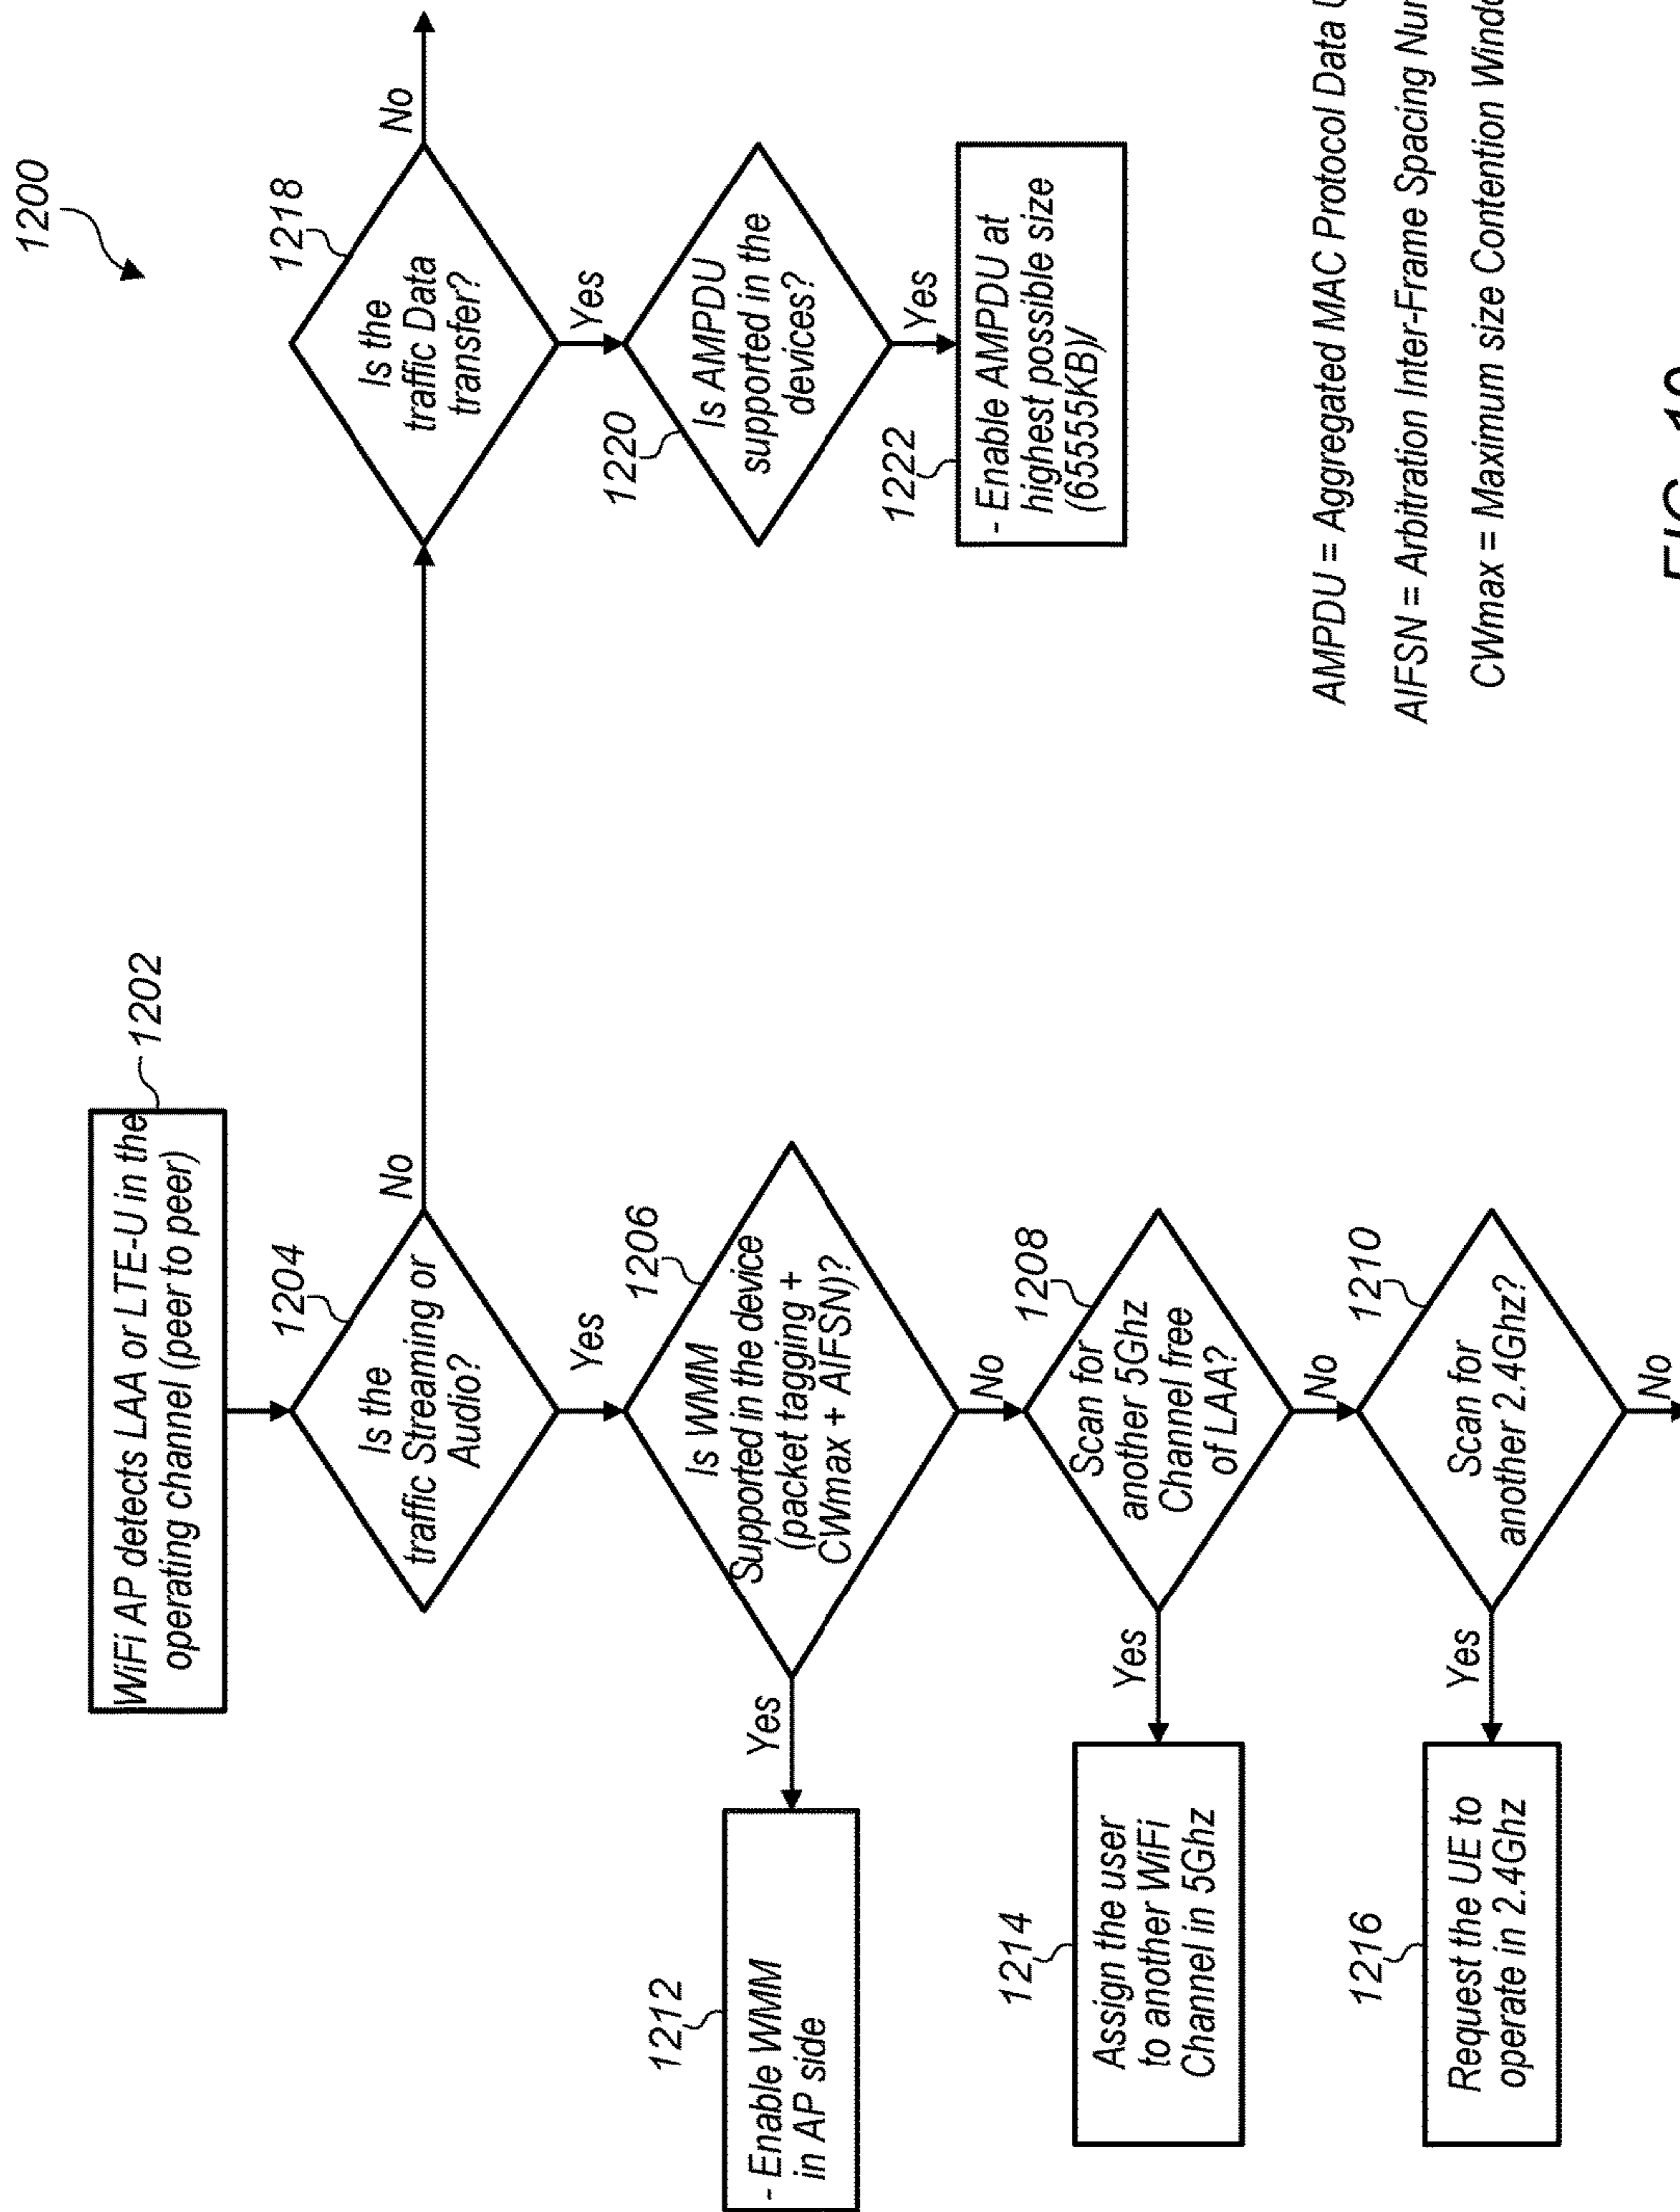 1200
WiFi AP detects LAA or LTE-U in the
operating channel (peer to peer)
1202
1204
Is the
traffic Streaming or
Audio?
No
Yes
1206
Is WMM
Supported in the device
(packet tagging +
CWmax + AIFSN)?
Yes
No
1212
- Enable WMM
in AP side
1208
Scan for
another 5Ghz
Channel free
of LAA?
Yes
No
1214
Assign the user
to another WiFi
Channel in 5Ghz
1210
Scan for
another 2.4Ghz?
Yes
No
1216
Request the UE to
operate in 2.4Ghz
1218
Is the
traffic Data
transfer?
No
Yes
1220
Is AMPDU
supported in the
devices?
Yes
1222
- Enable AMPDU at
highest possible size
(65555KB)/
AMPDU = Aggregated MAC Protocol Data
AIFSN = Arbitration Inter-Frame Spacing
CWmax = Maximum size Contention